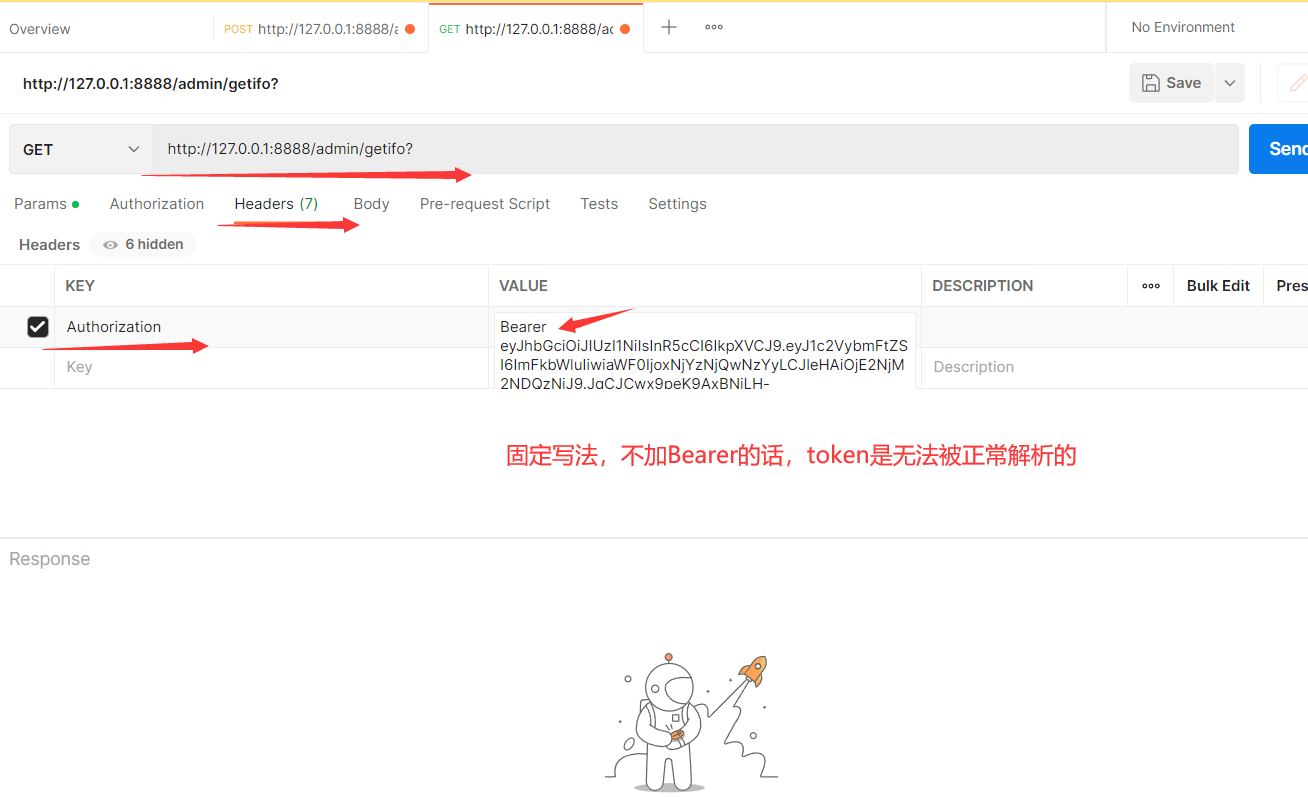 Overview
POST http://127.0.0.1:8888/a
GET http://127.0.0.1:8888/ac
No Environment
http://127.0.0.1:8888/admin/getifo?
Save
GET
http://127.0.0.1:8888/admin/getifo?
Send
Params
Authorization
Headers (7)
Body
Pre-request Script
Tests
Settings
Headers
6 hidden
KEY
VALUE
DESCRIPTION
Bulk Edit
Pres
Authorization
Bearer
eyJhbGciOiJIUzI1NiIsInR5cCI6IkpXVCJ9.eyJ1c2VybmFtZS
I6ImFkbWluIiwiaWF0IjoxNjYzNjQwNzYyLCJleHAiOjE2NjM
2NDQzNjJ9.JgCJCwx9peK9AxBNiLH-
Key
Description
固定写法，不加Bearer的话，token是无法被正常解析的
Response